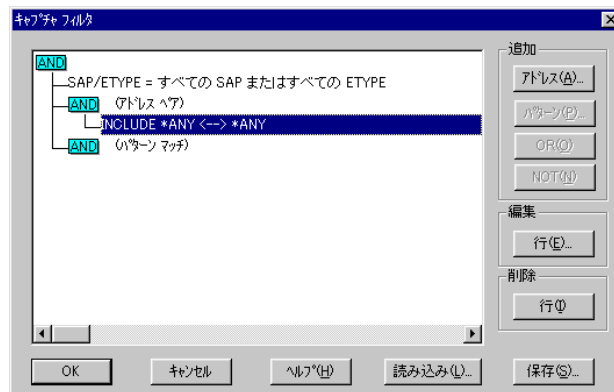 キャプチャ フィルタ
AND
SAP/ETYPE = すべての SAP またはすべての ETYPE
AND (アドレス ペア)
INCLUDE *ANY <--> *ANY
AND (パターン マッチ)
追加
アドレス(A)...
パターン(P)...
OR(O)
NOT(N)
編集
行(E)...
削除
行(I)
OK
キャンセル
ヘルプ(H)
読み込み(L)...
保存(S)...